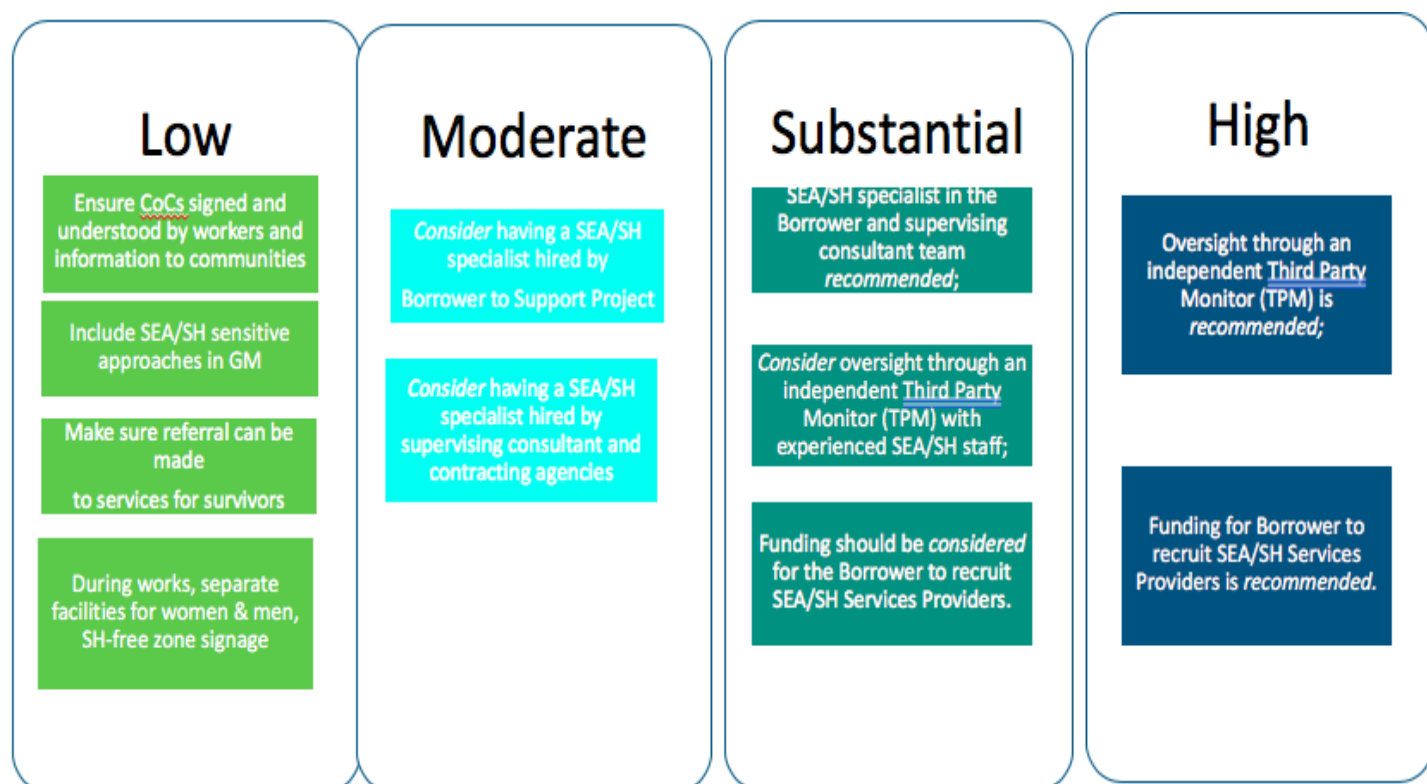 Low
Ensure CoCs signed and
understood by workers and
information to communities
Include SEA/SH sensitive
approaches in GM
Make sure referral can be
made
to services for survivors
During works, separate
facilities for women & men,
SH-free zone signage
Moderate
Consider having a SEA/SH
specialist hired by
Borrower to Support Project
Consider having a SEA/SH
specialist hired by
supervising consultant and
contracting agencies
Substantial
SEA/SH specialist in the
Borrower and supervising
consultant team
recommended;
Consider oversight through an
independent Third Party
Monitor (TPM) with
experienced SEA/SH staff;
Funding should be considered
for the Borrower to recruit
SEA/SH Services Providers.
High
Oversight through an
independent Third Party
Monitor (TPM) is
recommended;
Funding for Borrower to
recruit SEA/SH Services
Providers is recommended.